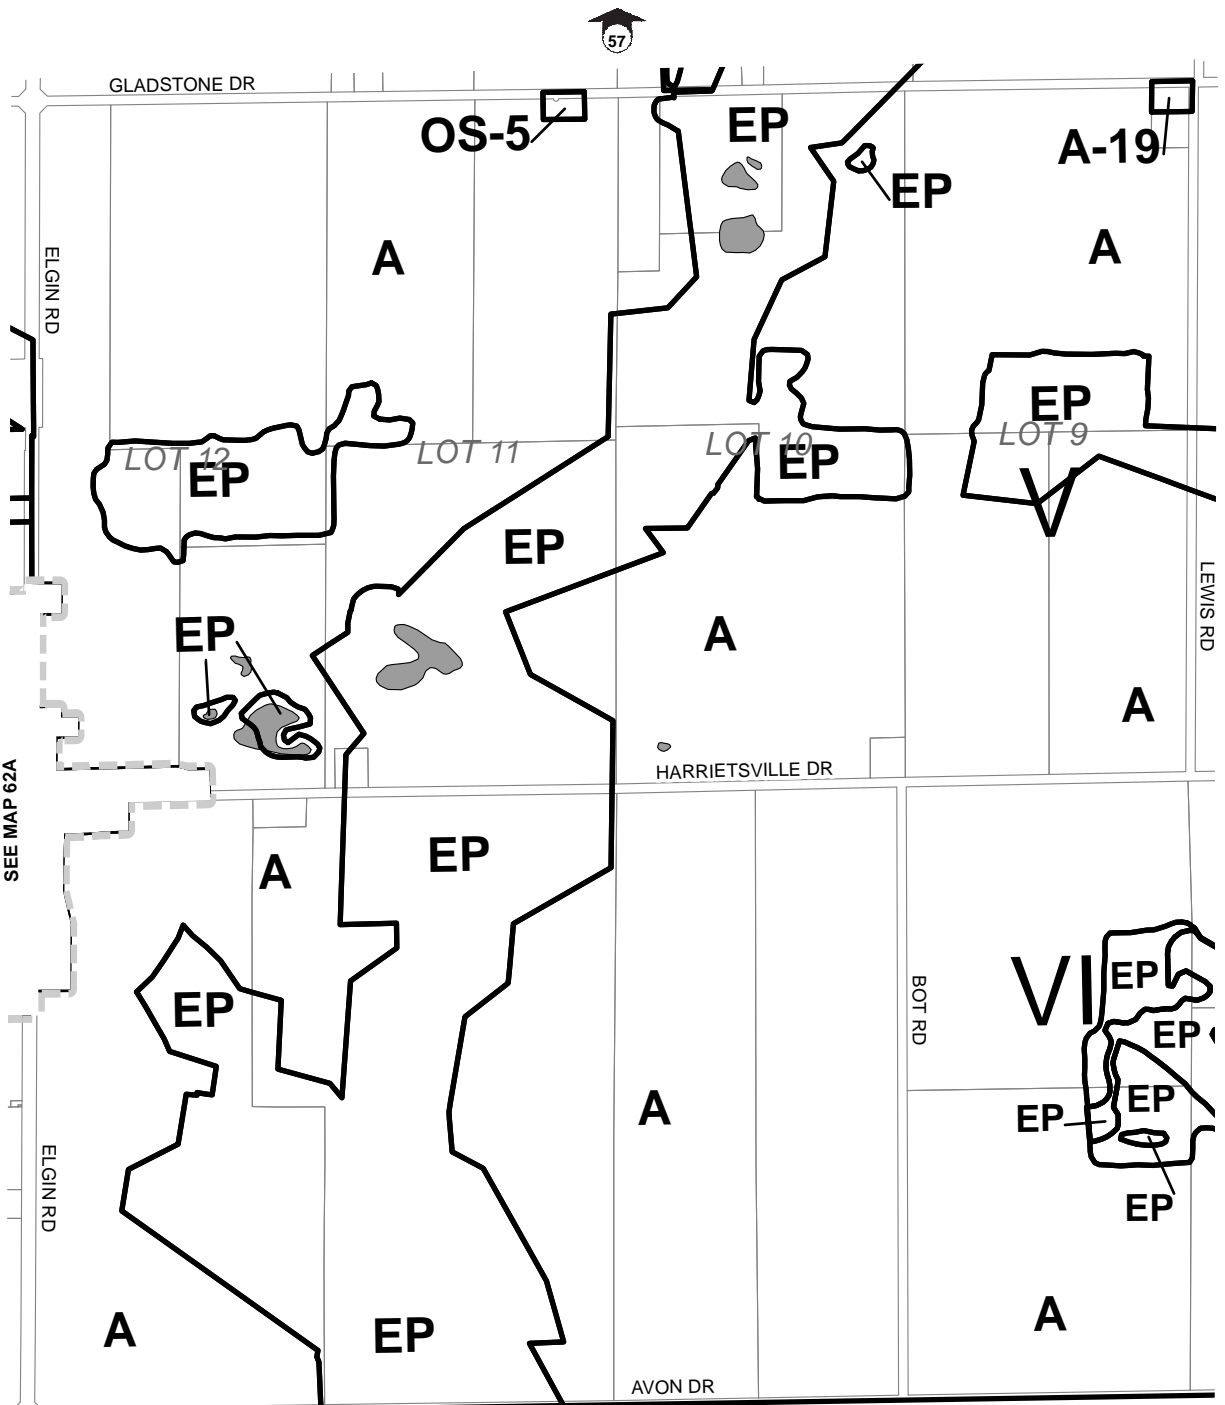 57
GLADSTONE DR
OS-5
EP
A-19
EP
A
A
ELGIN RD
EP
LOT 12
LOT 11
LOT 10
LOT 9
EP
EP
V
EP
LEWIS RD
EP
A
A
HARRIETSVILLE DR
SEE MAP 62A
A
EP
EP
VI
EP
BOT RD
EP
EP
EP
A
EP
ELGIN RD
A
EP
A
AVON DR